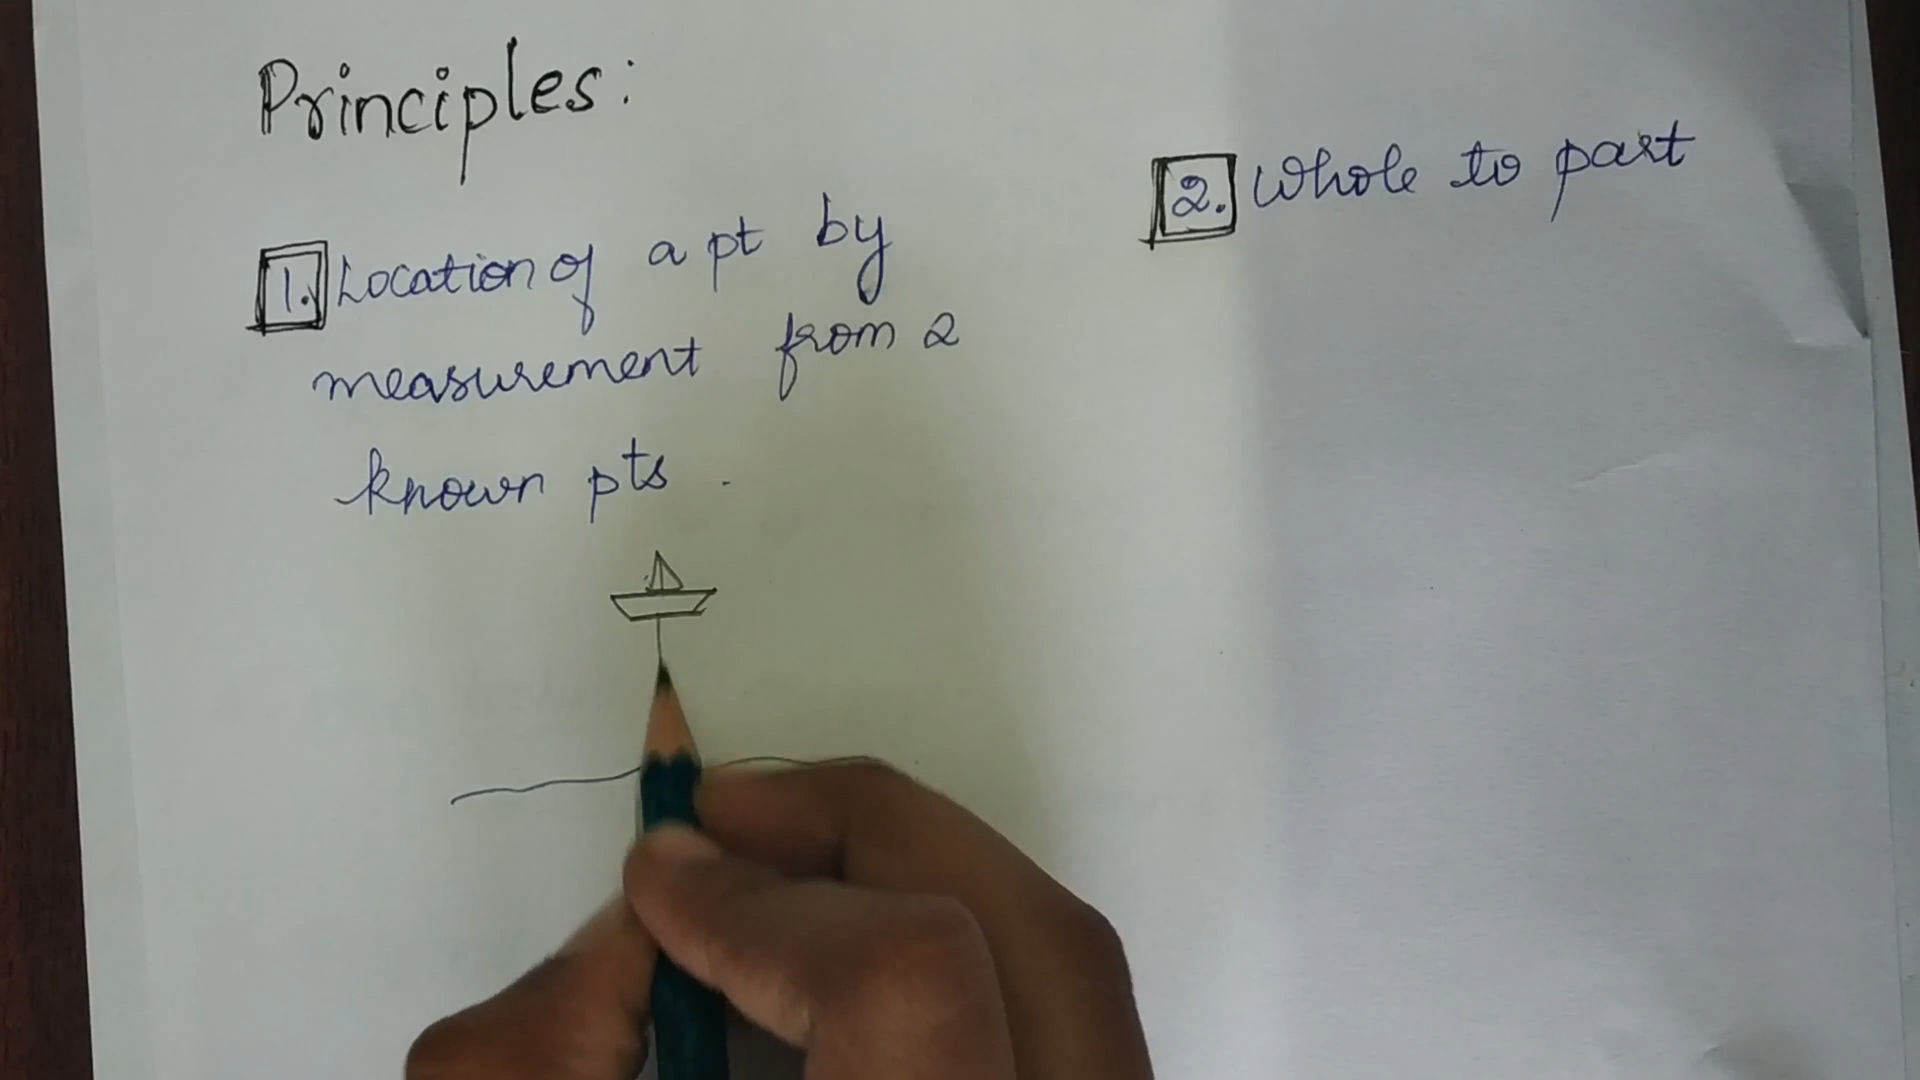 Principles:
1. Location of a pt by
measurement from 2
known pts.
2. Whole to part